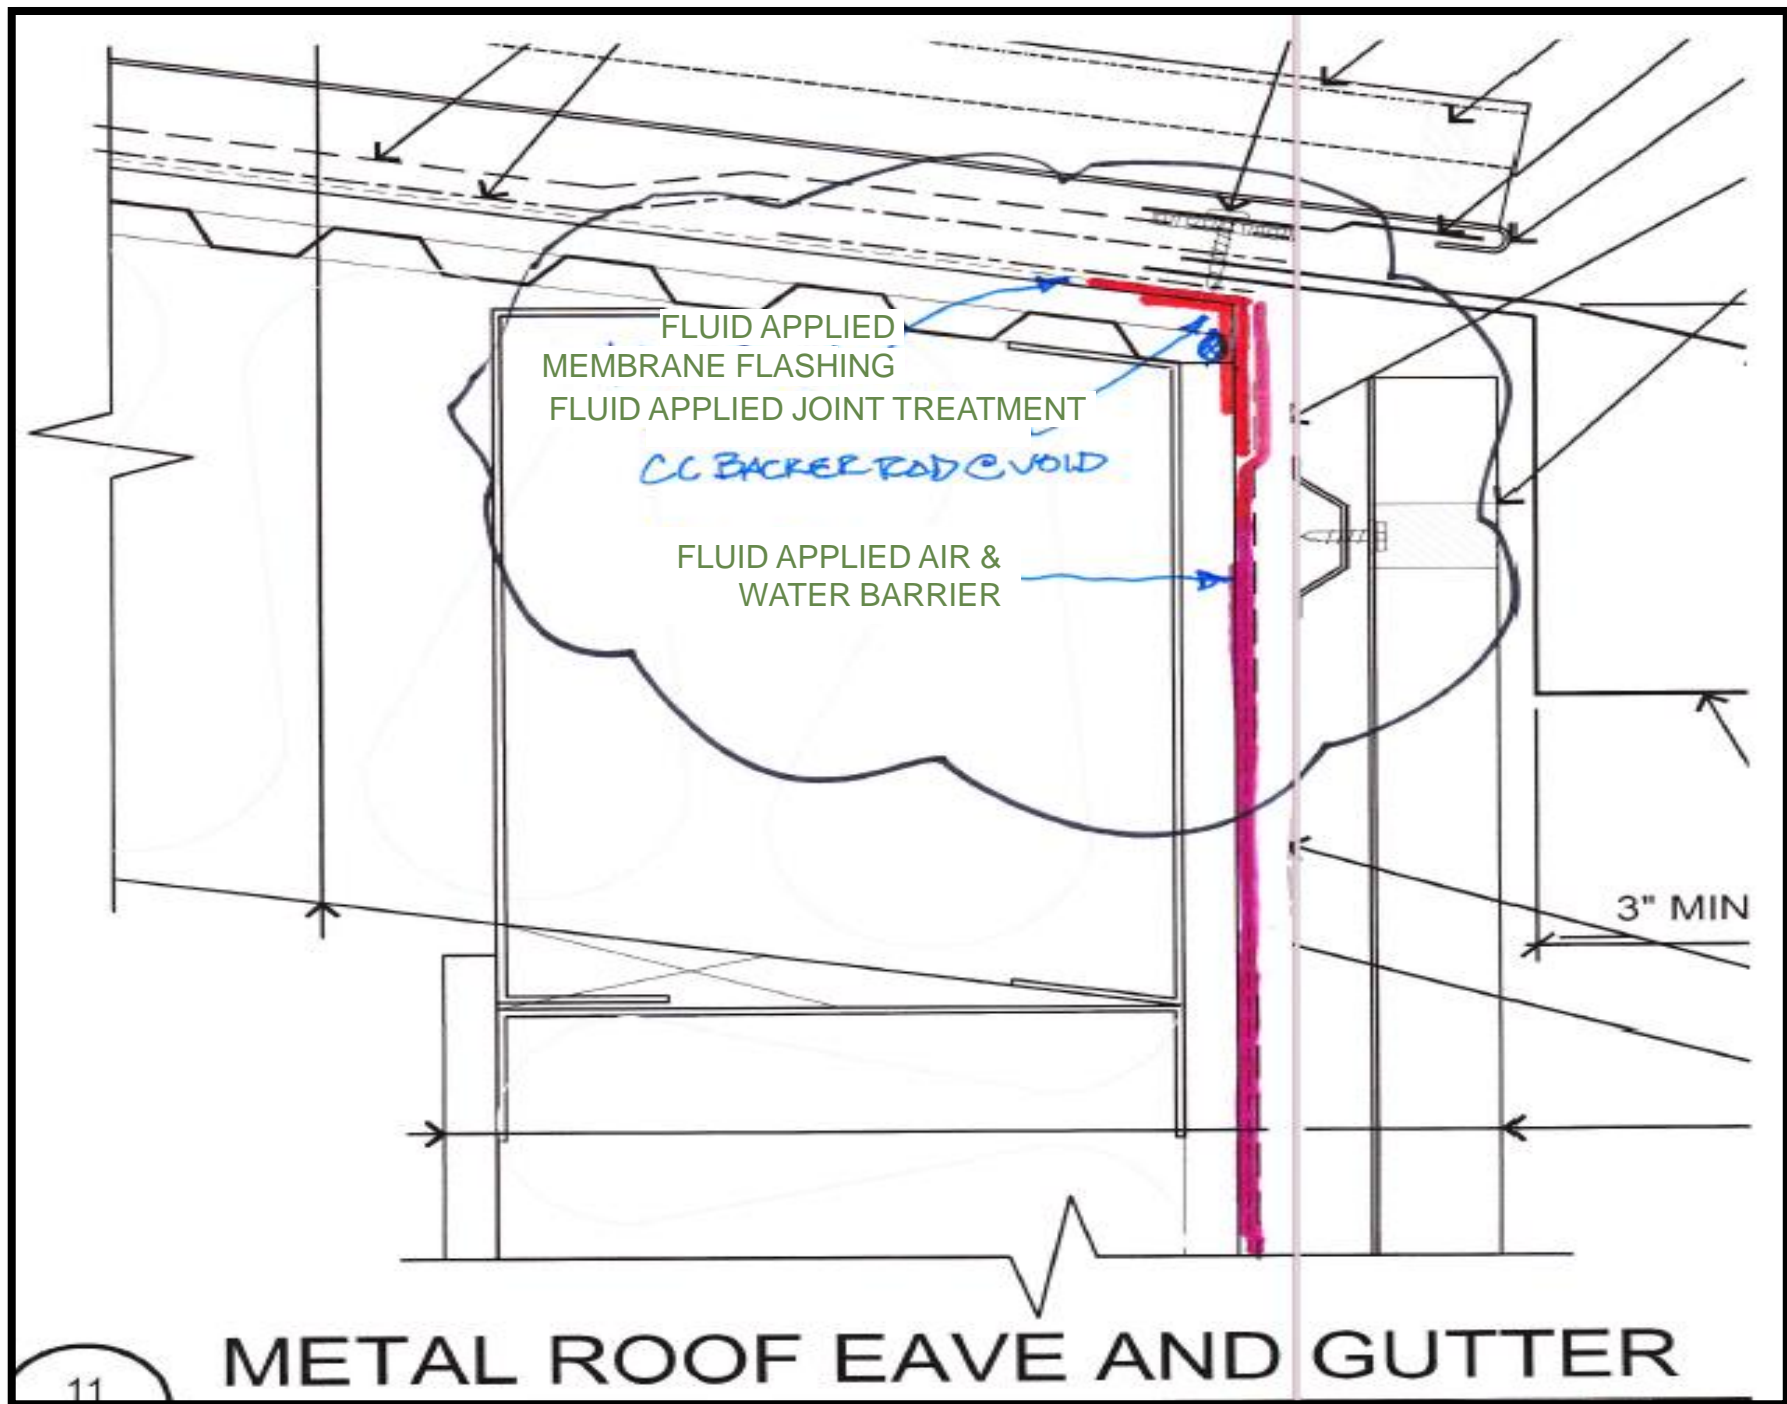 FLUID APPLIED
MEMBRANE FLASHING
FLUID APPLIED JOINT TREATMENT
CC BACKER ROD @ VOID
FLUID APPLIED AIR &
WATER BARRIER
3" MIN
METAL ROOF EAVE AND GUTTER
11